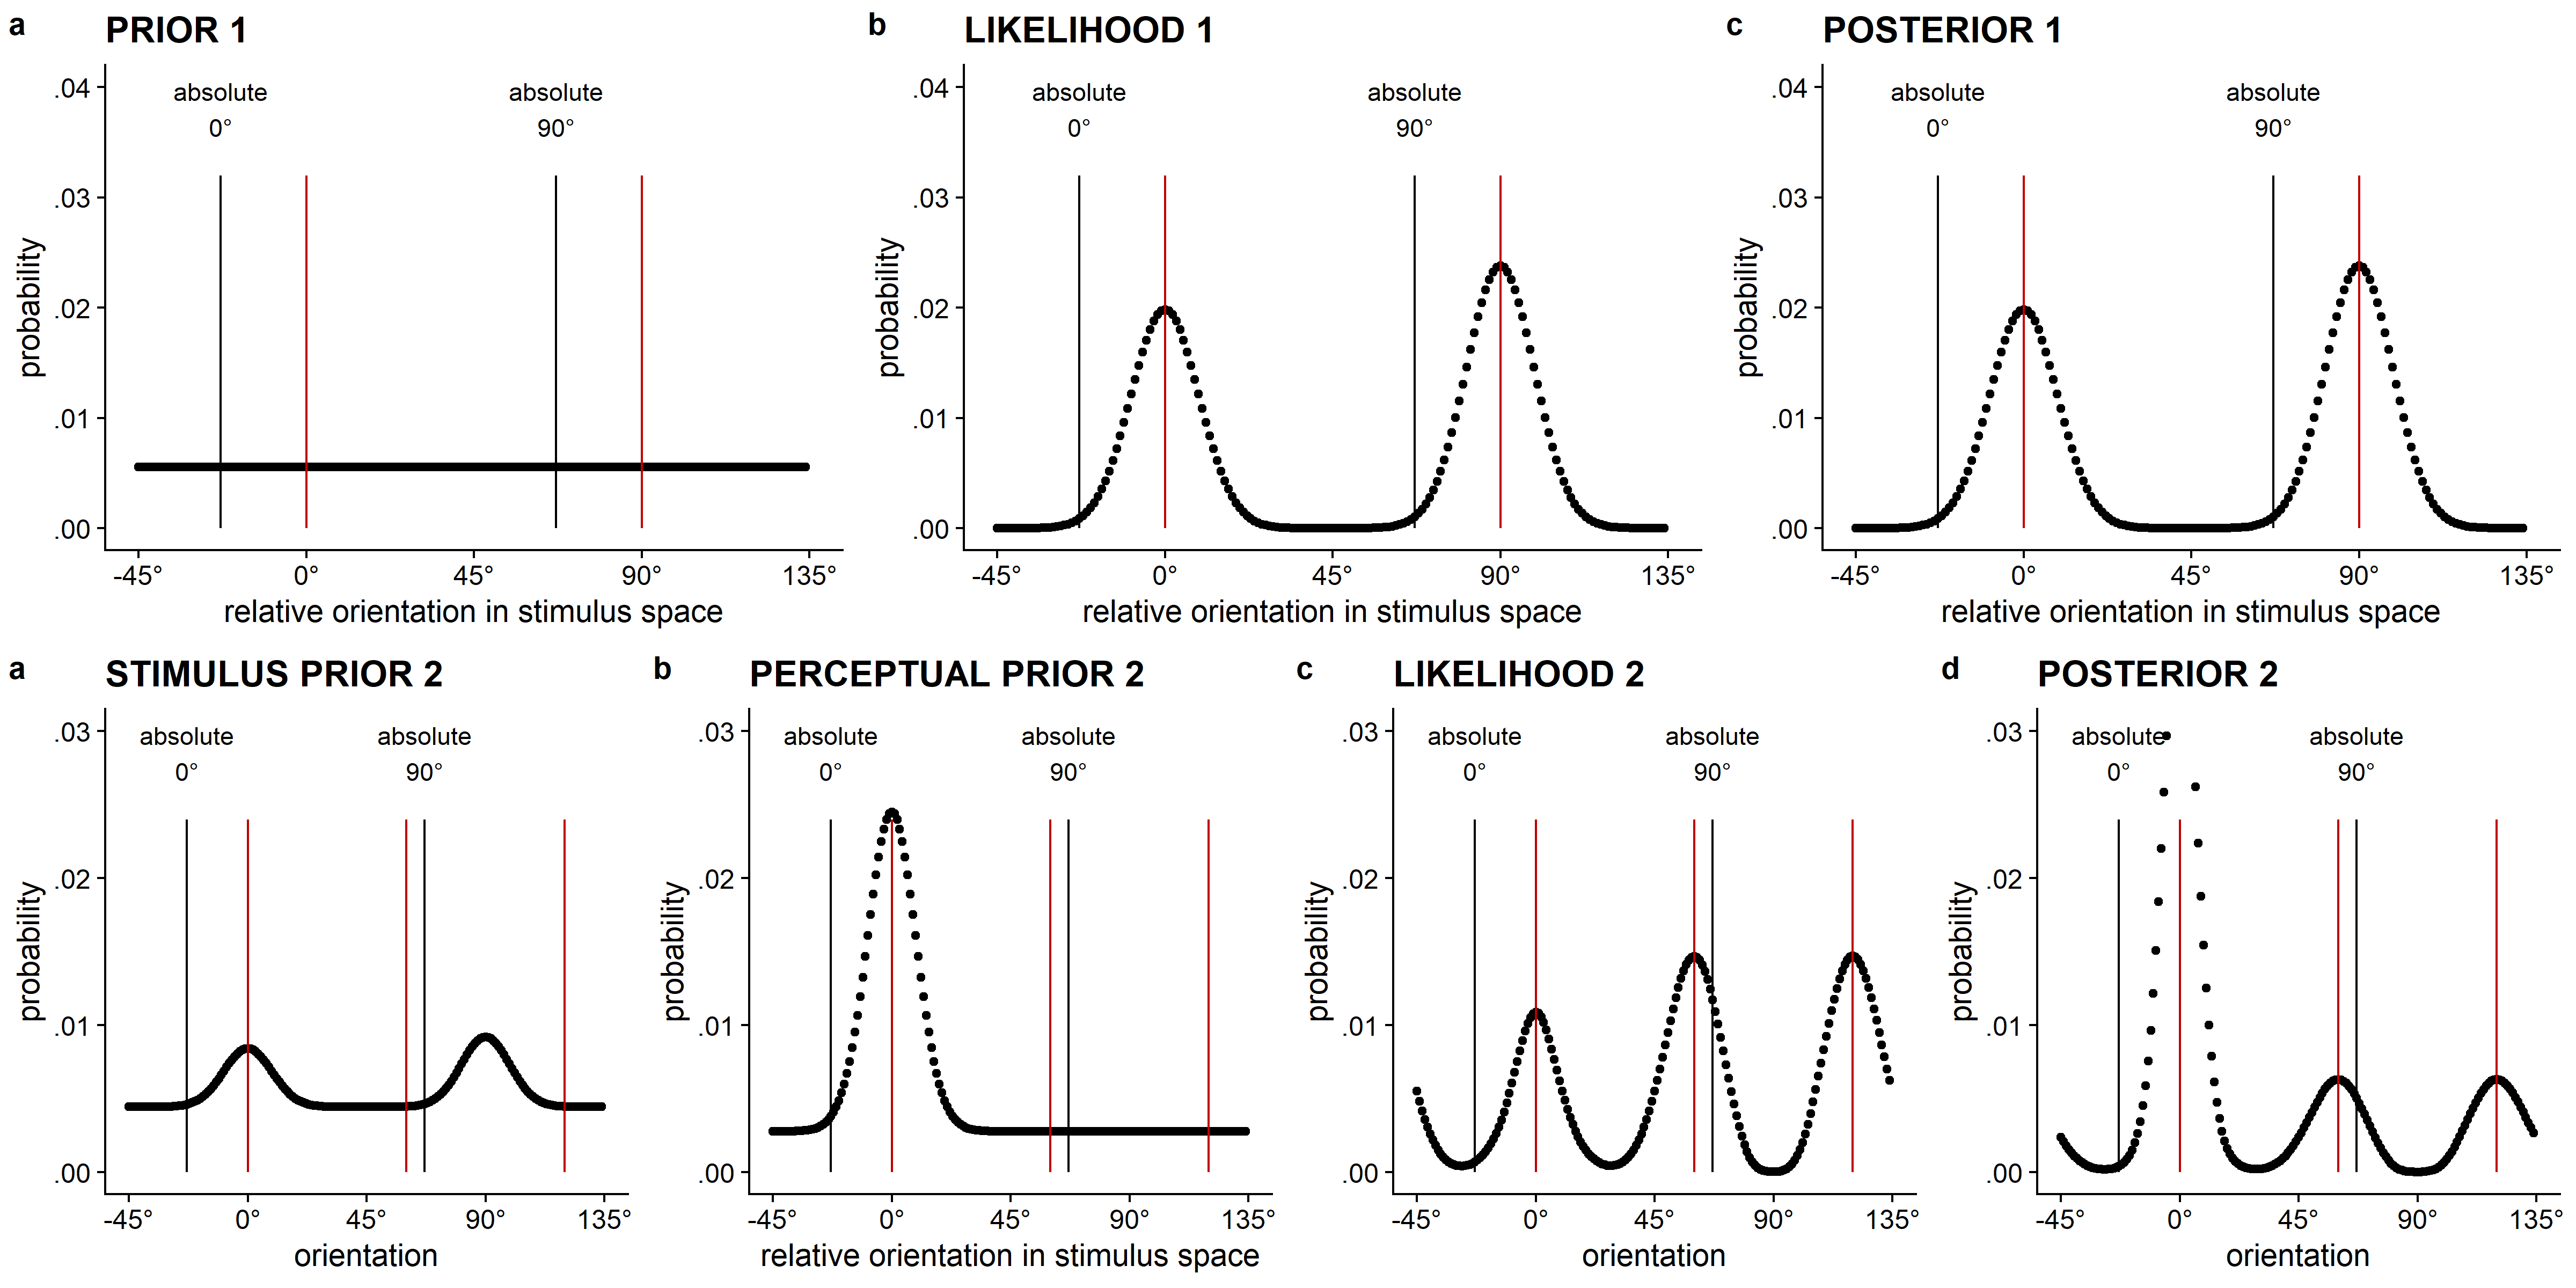 a PRIOR 1
absolute absolute
0° 90°
.04
.03
.02
.01
.00
probability
-45° 0° 45° 90° 135°
relative orientation in stimulus space
b LIKELIHOOD 1
absolute absolute
0° 90°
.04
.03
.02
.01
.00
probability
-45° 0° 45° 90° 135°
relative orientation in stimulus space
c POSTERIOR 1
absolute absolute
0° 90°
.04
.03
.02
.01
.00
probability
-45° 0° 45° 90° 135°
relative orientation in stimulus space
a STIMULUS PRIOR 2
absolute absolute
0° 90°
.03
.02
.01
.00
probability
-45° 0° 45° 90° 135°
orientation
b PERCEPTUAL PRIOR 2
absolute absolute
0° 90°
.03
.02
.01
.00
probability
-45° 0° 45° 90° 135°
relative orientation in stimulus space
c LIKELIHOOD 2
absolute absolute
0° 90°
.03
.02
.01
.00
probability
-45° 0° 45° 90° 135°
orientation
d POSTERIOR 2
absolute absolute
0° 90°
.03
.02
.01
.00
probability
-45° 0° 45° 90° 135°
orientation